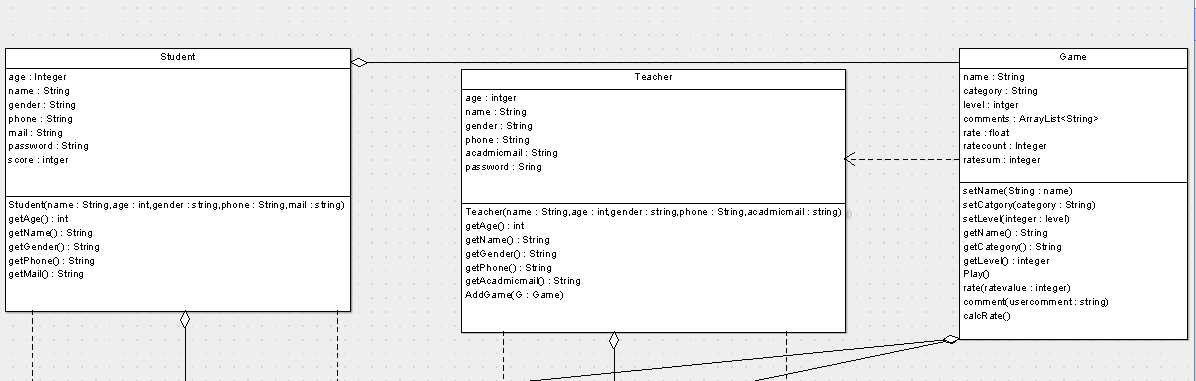 Student
age : Integer
name : String
gender : String
phone : String
mail : String
password : String
score : intger
Student(name : String,age : int,gender : string,phone : String,mail : string)
getAge() : int
getName() : String
getGender() : String
getPhone() : String
getMail() : String
Teacher
age : intger
name : String
gender : String
phone : String
acadmicmail : String
password : Sring
Teacher(name : String,age : int,gender : string,phone : String,acadmicmail : string)
getAge() : int
getName() : String
getGender() : String
getPhone() : String
getAcadmicmail() : String
AddGame(G : Game)
Game
name : String
category : String
level : intger
comments : ArrayList<String>
rate : float
ratecount : Integer
ratesum : integer
setName(String : name)
setCatgory(category : String)
setLevel(integer : level)
getName() : String
getCategory() : String
getLevel() : integer
Play()
rate(ratevalue : integer)
comment(usercomment : string)
calcRate()